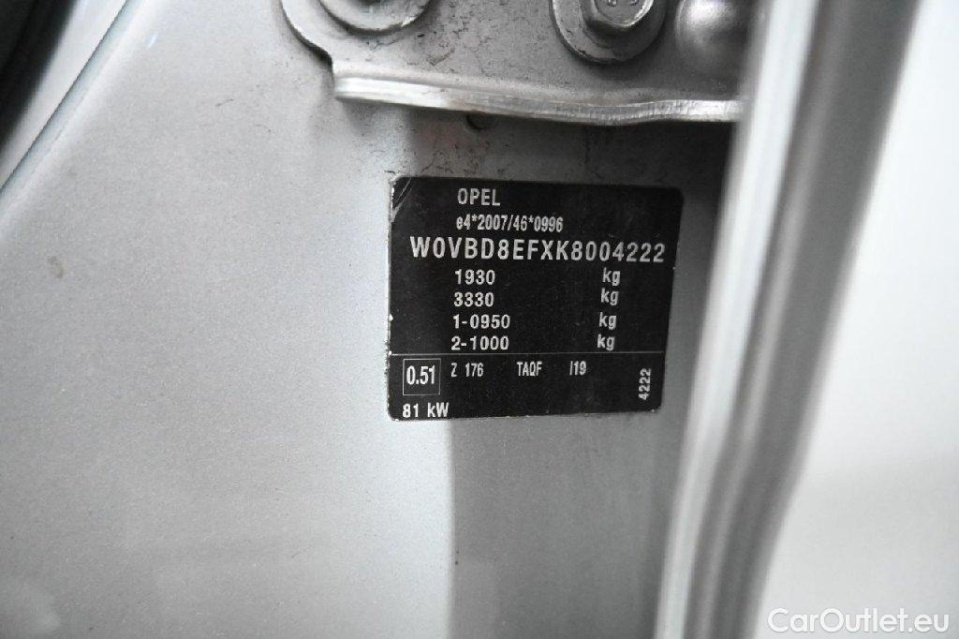 OPEL
e4*2007/46*0996
W0VBD8EFXK8004222
1930 kg
3330 kg
1-0950 kg
2-1000 kg
0.51 Z 176 TAQF I19
4222
81 kW
CarOutlet.eu